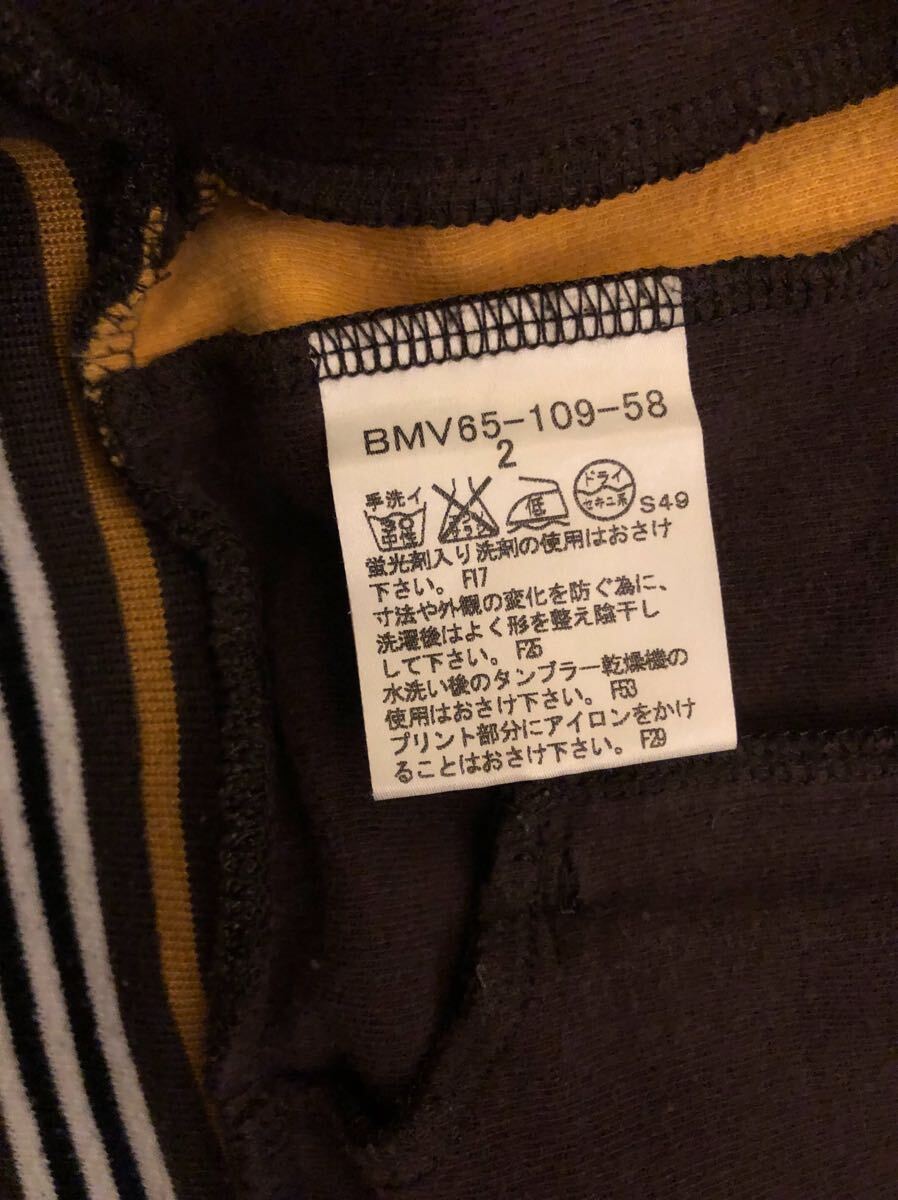 BMV65-109-58
2
手洗イ
中性
低
ドライ
セキユ系
S49
蛍光剤入り洗剤の使用はおさけ
下さい。 F17
寸法や外観の変化を防ぐ為に、
洗濯後はよく形を整え陰干し
して下さい。 F25
水洗い後のタンブラー乾燥機の
使用はおさけ下さい。 F53
プリント部分にアイロンをかけ
ることはおさけ下さい。 F29